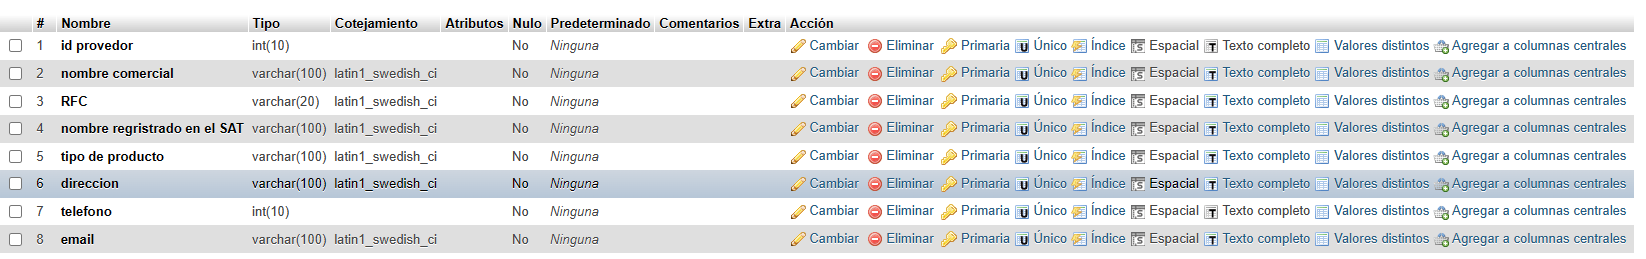 # Nombre Tipo Cotejamiento Atributos Nulo Predeterminado Comentarios Extra Acción
1 id provedor int(10) No Ninguna Cambiar Eliminar Primaria Único Índice Espacial Texto completo Valores distintos Agregar a columnas centrales
2 nombre comercial varchar(100) latin1_swedish_ci No Ninguna Cambiar Eliminar Primaria Único Índice Espacial Texto completo Valores distintos Agregar a columnas centrales
3 RFC varchar(20) latin1_swedish_ci No Ninguna Cambiar Eliminar Primaria Único Índice Espacial Texto completo Valores distintos Agregar a columnas centrales
4 nombre regristrado en el SAT varchar(100) latin1_swedish_ci No Ninguna Cambiar Eliminar Primaria Único Índice Espacial Texto completo Valores distintos Agregar a columnas centrales
5 tipo de producto varchar(100) latin1_swedish_ci No Ninguna Cambiar Eliminar Primaria Único Índice Espacial Texto completo Valores distintos Agregar a columnas centrales
6 direccion varchar(100) latin1_swedish_ci No Ninguna Cambiar Eliminar Primaria Único Índice Espacial Texto completo Valores distintos Agregar a columnas centrales
7 telefono int(10) No Ninguna Cambiar Eliminar Primaria Único Índice Espacial Texto completo Valores distintos Agregar a columnas centrales
8 email varchar(100) latin1_swedish_ci No Ninguna Cambiar Eliminar Primaria Único Índice Espacial Texto completo Valores distintos Agregar a columnas centrales